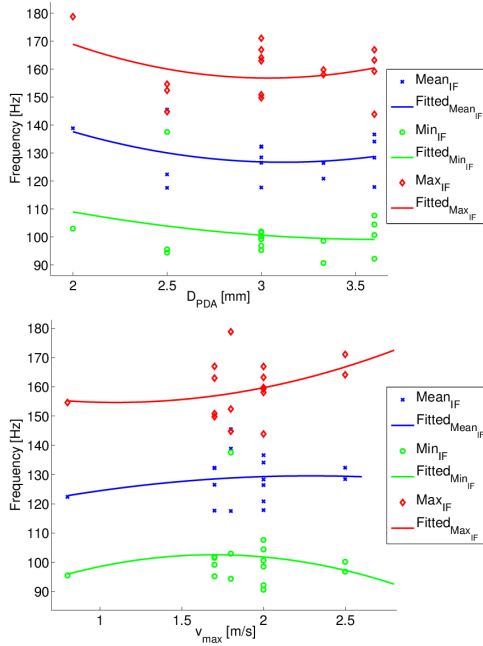 180
170
160
150
140
130
120
110
100
90
Frequency [Hz]
2 2.5 3 3.5
D_PDA [mm]
Mean_IF
Fitted_Mean_IF
Min_IF
Fitted_Min_IF
Max_IF
Fitted_Max_IF
180
170
160
150
140
130
120
110
100
90
Frequency [Hz]
1 1.5 2 2.5
v_max [m/s]
Mean_IF
Fitted_Mean_IF
Min_IF
Fitted_Min_IF
Max_IF
Fitted_Max_IF